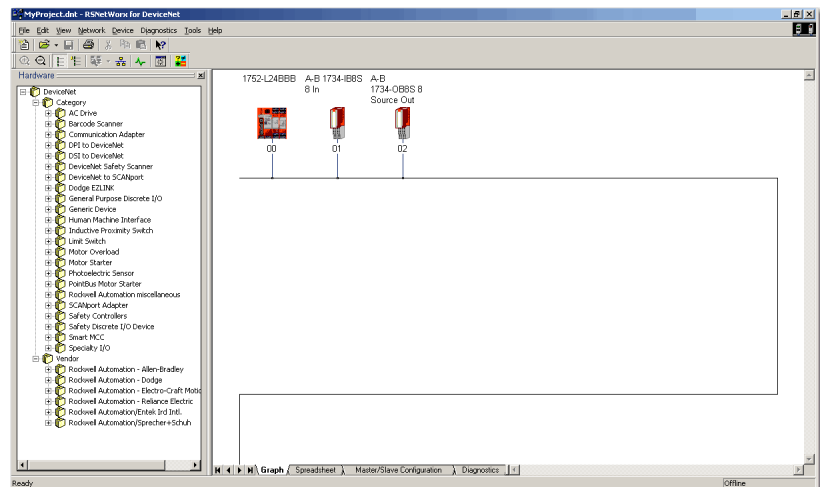 MyProject.dnt - RSNetWorx for DeviceNet
File Edit View Network Device Diagnostics Tools Help
Hardware
DeviceNet
Category
AC Drive
Barcode Scanner
Communication Adapter
DPI to DeviceNet
DSI to DeviceNet
DeviceNet Safety Scanner
DeviceNet to SCANport
Dodge EZLINK
General Purpose Discrete I/O
Generic Device
Human Machine Interface
Inductive Proximity Switch
Limit Switch
Motor Overload
Motor Starter
Photoelectric Sensor
PointBus Motor Starter
Rockwell Automation miscellaneous
SCANport Adapter
Safety Controllers
Safety Discrete I/O Device
Smart MCC
Specialty I/O
Vendor
Rockwell Automation - Allen-Bradley
Rockwell Automation - Dodge
Rockwell Automation - Electro-Craft Motic
Rockwell Automation - Reliance Electric
Rockwell Automation/Entek Ird Intl.
Rockwell Automation/Sprecher+Schuh
1752-L24BBB
00
A-B 1734-IB8S
8 In
01
A-B
1734-OB8S 8
Source Out
02
Graph Spreadsheet Master/Slave Configuration Diagnostics
Ready Offline